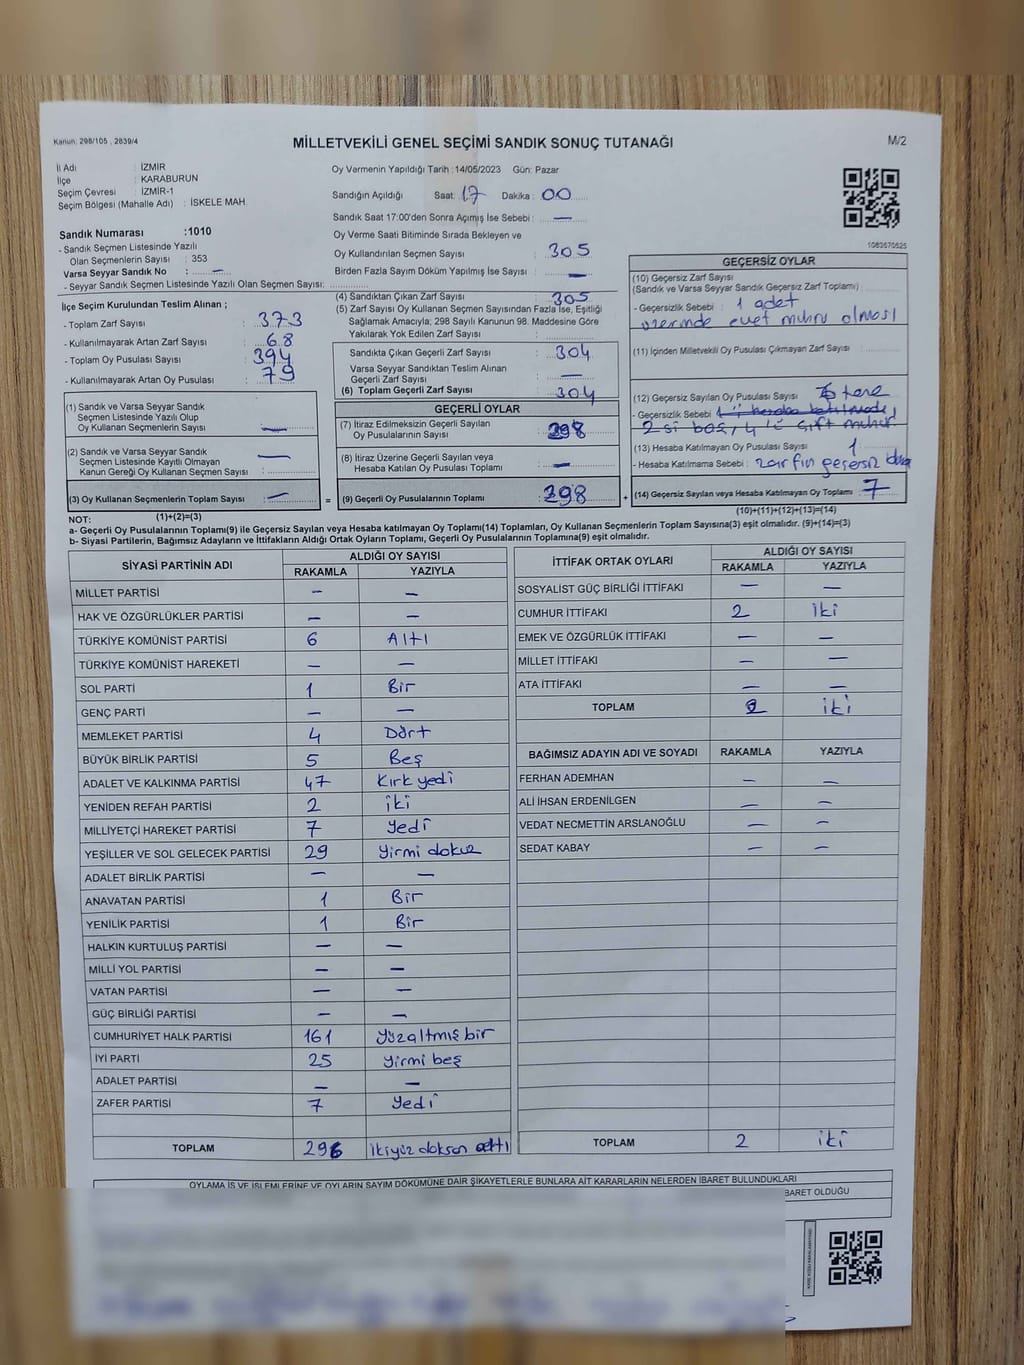 Kanun: 298/105 , 2839/4
MİLLETVEKİLİ GENEL SEÇİMİ SANDIK SONUÇ TUTANAĞI
M/2
İl Adı : İZMİR
İlçe : KARABURUN
Seçim Çevresi : İZMİR-1
Seçim Bölgesi (Mahalle Adı) : İSKELE MAH.
Sandık Numarası :1010
- Sandık Seçmen Listesinde Yazılı
Olan Seçmenlerin Sayısı : 353
Varsa Seyyar Sandık No : —
- Seyyar Sandık Seçmen Listesinde Yazılı Olan Seçmen Sayısı:
Oy Vermenin Yapıldığı Tarih :14/05/2023 Gün: Pazar
Sandığın Açıldığı Saat: 17 Dakika : 00
Sandık Saat 17:00'den Sonra Açımış İse Sebebi : —
Oy Verme Saati Bitiminde Sırada Bekleyen ve
Oy Kullandırılan Seçmen Sayısı : 305
Birden Fazla Sayım Döküm Yapılmış İse Sayısı : —
1083670525
İlçe Seçim Kurulundan Teslim Alınan ;
- Toplam Zarf Sayısı : 373
- Kullanılmayarak Artan Zarf Sayısı : 68
- Toplam Oy Pusulası Sayısı : 394
- Kullanılmayarak Artan Oy Pusulası : 79
(4) Sandıktan Çıkan Zarf Sayısı : 305
(5) Zarf Sayısı Oy Kullanan Seçmen Sayısından Fazla İse, Eşitliği
Sağlamak Amacıyla; 298 Sayılı Kanunun 98. Maddesine Göre
Yakılarak Yok Edilen Zarf Sayısı :
Sandıkta Çıkan Geçerli Zarf Sayısı : 304
Varsa Seyyar Sandıktan Teslim Alınan
Geçerli Zarf Sayısı : —
(6) Toplam Geçerli Zarf Sayısı : 304
GEÇERSİZ OYLAR
(10) Geçersiz Zarf Sayısı
(Sandık ve Varsa Seyyar Sandık Geçersiz Zarf Toplamı) :
- Geçersizlik Sebebi : 1 adet
üzerinde evet mührü olması
(11) İçinden Milletvekili Oy Pusulası Çıkmayan Zarf Sayısı :
(12) Geçersiz Sayılan Oy Pusulası Sayısı : tane
- Geçersizlik Sebebi
2 si boş, 4 ü çift mühür.
(13) Hesaba Katılmayan Oy Pusulası Sayısı : 1
- Hesaba Katılmama Sebebi : zarfın geçersiz
(14) Geçersiz Sayılan veya Hesaba Katılmayan Oy Toplamı : 7
(10)+(11)+(12)+(13)=(14)
(1) Sandık ve Varsa Seyyar Sandık
Seçmen Listesinde Yazılı Olup
Oy Kullanan Seçmenlerin Sayısı : —
(2) Sandık ve Varsa Seyyar Sandık
Seçmen Listesinde Kayıtlı Olmayan
Kanun Gereği Oy Kullanan Seçmen Sayısı : —
(3) Oy Kullanan Seçmenlerin Toplam Sayısı : —
(1)+(2)=(3)
GEÇERLİ OYLAR
(7) İtiraz Edilmeksizin Geçerli Sayılan
Oy Pusulalarının Sayısı : 298
(8) İtiraz Üzerine Geçerli Sayılan veya
Hesaba Katılan Oy Pusulası Toplamı : —
= (9) Geçerli Oy Pusulalarının Toplamı : 298 +
NOT:
a- Geçerli Oy Pusulalarının Toplamı(9) ile Geçersiz Sayılan veya Hesaba katılmayan Oy Toplamı(14) Toplamları, Oy Kullanan Seçmenlerin Toplam Sayısına(3) eşit olmalıdır. (9)+(14)=(3)
b- Siyasi Partilerin, Bağımsız Adayların ve İttifakların Aldığı Ortak Oyların Toplamı, Geçerli Oy Pusulalarının Toplamına(9) eşit olmalıdır.
SİYASİ PARTİNİN ADI ALDIĞI OY SAYISI
RAKAMLA YAZIYLA
MİLLET PARTİSİ — —
HAK VE ÖZGÜRLÜKLER PARTİSİ — —
TÜRKİYE KOMÜNİST PARTİSİ 6 Altı
TÜRKİYE KOMÜNİST HAREKETİ — —
SOL PARTİ 1 Bir
GENÇ PARTİ — —
MEMLEKET PARTİSİ 4 Dört
BÜYÜK BİRLİK PARTİSİ 5 Beş
ADALET VE KALKINMA PARTİSİ 47 Kırk yedi
YENİDEN REFAH PARTİSİ 2 iki
MİLLİYETÇİ HAREKET PARTİSİ 7 Yedi
YEŞİLLER VE SOL GELECEK PARTİSİ 29 Yirmi dokuz
ADALET BİRLİK PARTİSİ — —
ANAVATAN PARTİSİ 1 Bir
YENİLİK PARTİSİ 1 Bir
HALKIN KURTULUŞ PARTİSİ — —
MİLLİ YOL PARTİSİ — —
VATAN PARTİSİ — —
GÜÇ BİRLİĞİ PARTİSİ — —
CUMHURİYET HALK PARTİSİ 161 Yüzaltmış bir
İYİ PARTİ 25 Yirmi beş
ADALET PARTİSİ — —
ZAFER PARTİSİ 7 Yedi
TOPLAM 296 ikiyüz doksan altı
İTTİFAK ORTAK OYLARI ALDIĞI OY SAYISI
RAKAMLA YAZIYLA
SOSYALİST GÜÇ BİRLİĞİ İTTİFAKI — —
CUMHUR İTTİFAKI 2 iki
EMEK VE ÖZGÜRLÜK İTTİFAKI — —
MİLLET İTTİFAKI — —
ATA İTTİFAKI — —
TOPLAM 2 iki
BAĞIMSIZ ADAYIN ADI VE SOYADI RAKAMLA YAZIYLA
FERHAN ADEMHAN — —
ALİ İHSAN ERDENİLGEN — —
VEDAT NECMETTİN ARSLANOĞLU — —
SEDAT KABAY — —
TOPLAM 2 iki
OYLAMA İŞ VE İŞLEMLERİNE VE OYLARIN SAYIM DÖKÜMÜNE DAİR ŞİKAYETLERLE BUNLARA AİT KARARLARIN NELERDEN İBARET BULUNDUKLARI
BARET OLDUĞU